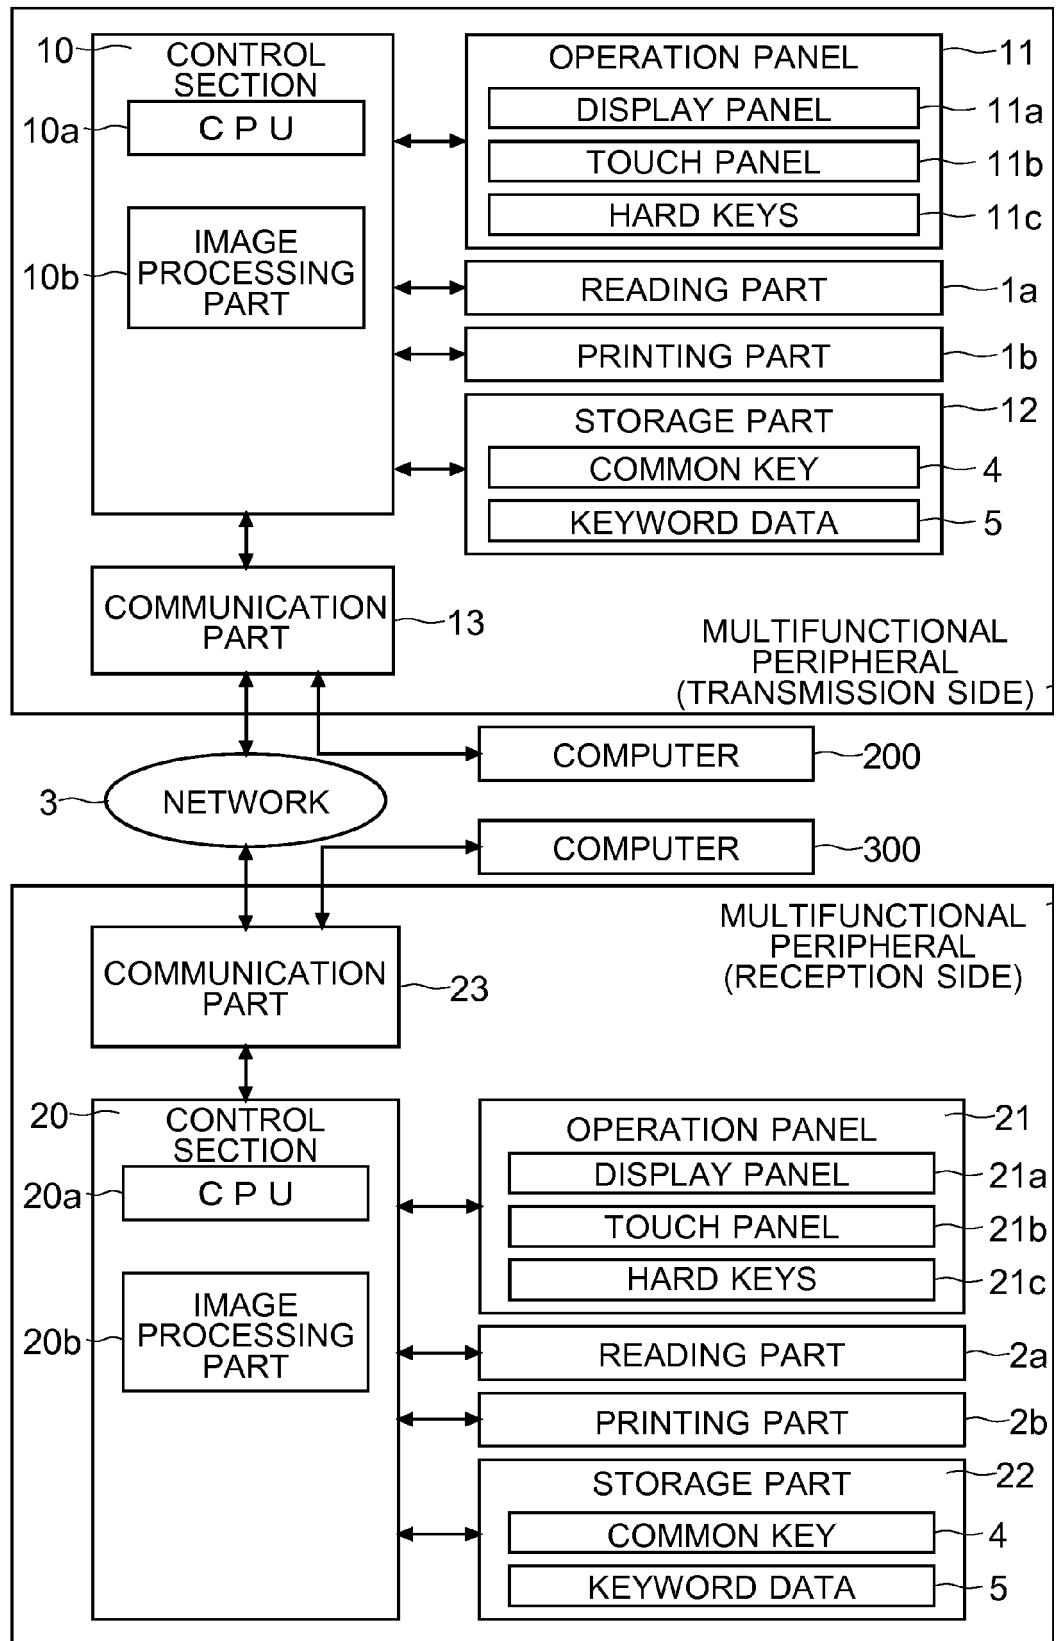 10
CONTROL
SECTION
10a
C P U
10b
IMAGE
PROCESSING
PART
OPERATION PANEL
11
DISPLAY PANEL
11a
TOUCH PANEL
11b
HARD KEYS
11c
READING PART
1a
PRINTING PART
1b
STORAGE PART
12
COMMON KEY
4
KEYWORD DATA
5
COMMUNICATION
PART
13
MULTIFUNCTIONAL
PERIPHERAL
(TRANSMISSION SIDE)
COMPUTER
200
3
NETWORK
COMPUTER
300
MULTIFUNCTIONAL
PERIPHERAL
(RECEPTION SIDE)
COMMUNICATION
PART
23
20
CONTROL
SECTION
20a
C P U
20b
IMAGE
PROCESSING
PART
OPERATION PANEL
21
DISPLAY PANEL
21a
TOUCH PANEL
21b
HARD KEYS
21c
READING PART
2a
PRINTING PART
2b
STORAGE PART
22
COMMON KEY
4
KEYWORD DATA
5